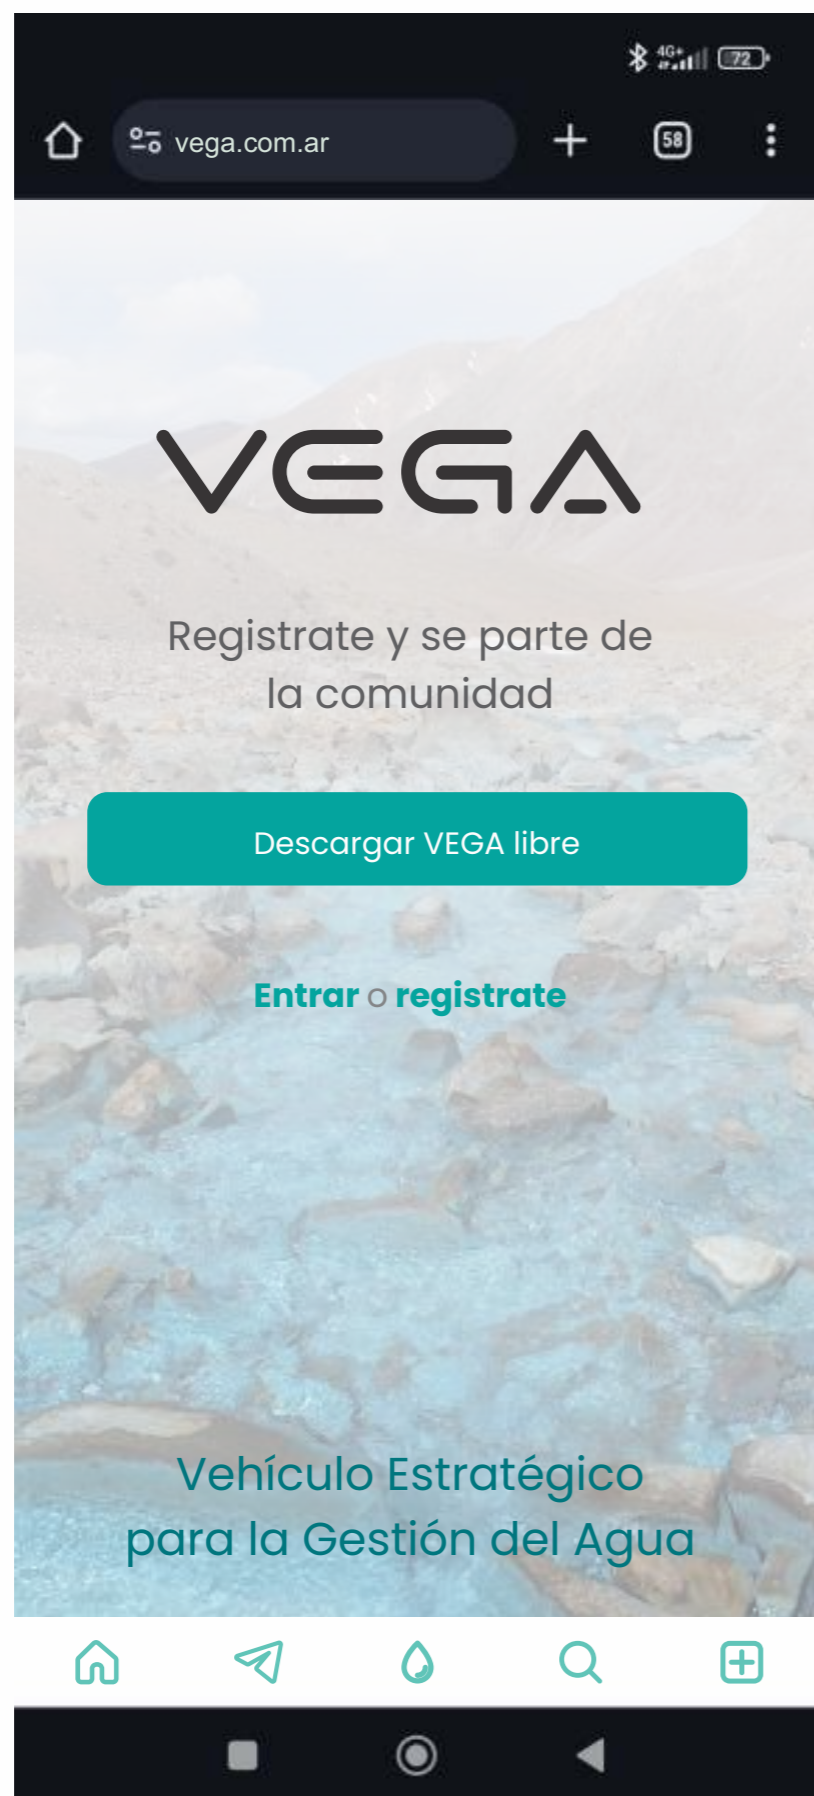 4G+
72
vega.com.ar
58
VEGA
Registrate y se parte de
la comunidad
Descargar VEGA libre
Entrar o registrate
Vehículo Estratégico
para la Gestión del Agua